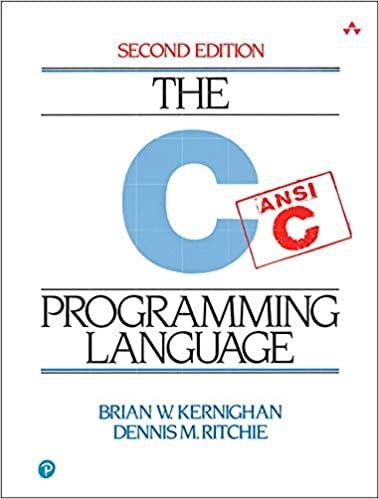 SECOND EDITION
THE
C
ANSI
C
PROGRAMMING
LANGUAGE
BRIAN W. KERNIGHAN
DENNIS M. RITCHIE
P